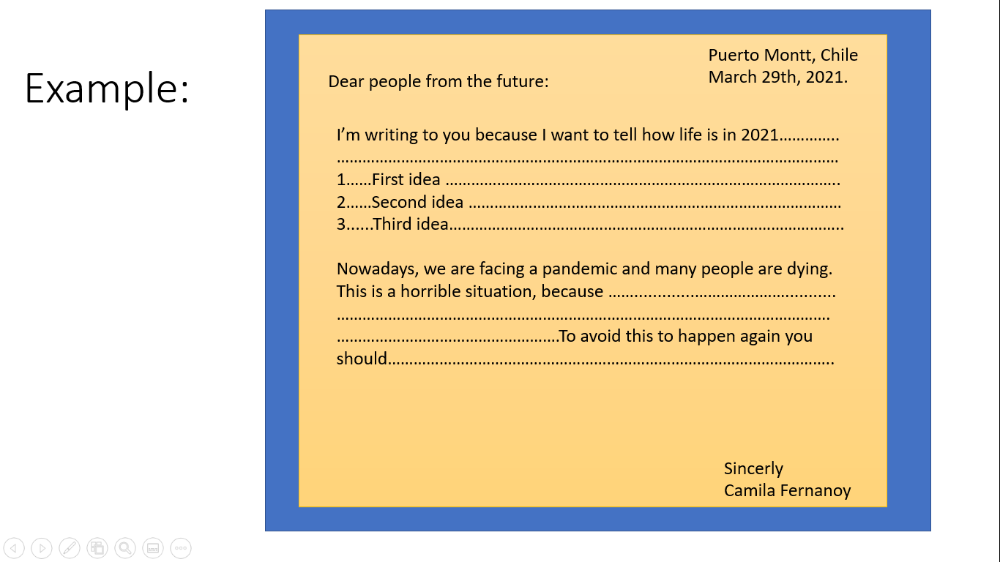 Example:
Puerto Montt, Chile
March 29th, 2021.
Dear people from the future:
I’m writing to you because I want to tell how life is in 2021..............
......................................................................................................................
1......First idea .............................................................................................
2......Second idea ........................................................................................
3......Third idea.............................................................................................
Nowadays, we are facing a pandemic and many people are dying.
This is a horrible situation, because .....................................................
....................................................................................................................
....................................................To avoid this to happen again you
should.........................................................................................................
Sincerly
Camila Fernanoy